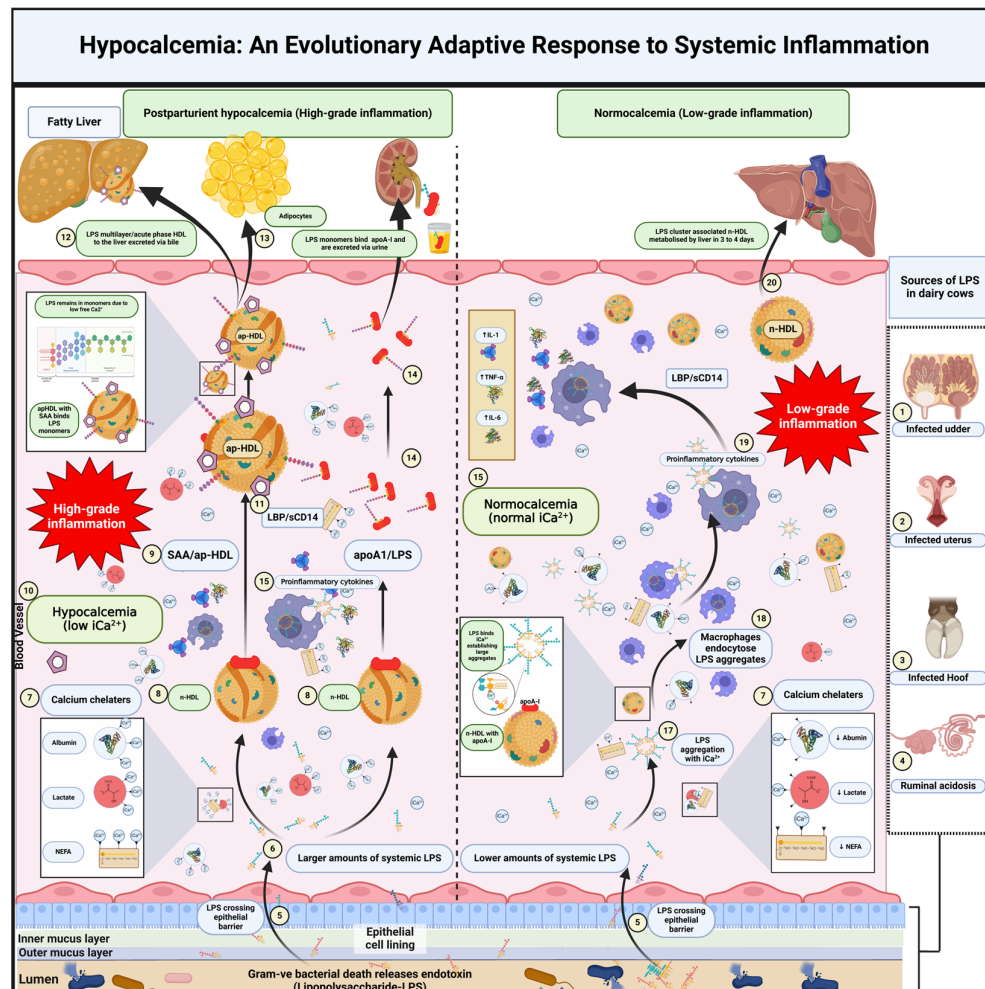 Hypocalcemia: An Evolutionary Adaptive Response to Systemic Inflammation
Fatty Liver
Postparturient hypocalcemia (High-grade inflammation)
Normocalcemia (Low-grade inflammation)
12
LPS multilayer/acute phase HDL
to the liver excreted via bile
13
Adipocytes
LPS monomers bind apoA-I and
are excreted via urine
LPS cluster associated n-HDL
metabolised by liver in 3 to 4 days
20
LPS remains in monomers due to
low free Ca2⁺
apHDL with
SAA binds
LPS
monomers
ap-HDL
14
ap-HDL
14
11
LBP/sCD14
High-grade
inflammation
9
SAA/ap-HDL
apoA1/LPS
10
Hypocalcemia
(low iCa²⁺)
15
Proinflammatory cytokines
Blood Vessel
7
Calcium chelaters
8
n-HDL
8
n-HDL
Albumin
Lactate
NEFA
6
Larger amounts of systemic LPS
↑IL-1
↑TNF-α
↑IL-6
n-HDL
LBP/sCD14
Low-grade
inflammation
19
Proinflammatory cytokines
15
Normocalcemia
(normal iCa²⁺)
LPS binds
iCa²⁺
establishing
large
aggregates
apoA-I
n-HDL with
apoA-I
18
Macrophages
endocytose
LPS aggregates
7
Calcium chelaters
17
LPS
aggregation
with iCa²⁺
↓ Abumin
↓ Lactate
↓ NEFA
Lower amounts of systemic LPS
Sources of LPS
in dairy cows
1
Infected udder
2
Infected uterus
3
Infected Hoof
4
Ruminal acidosis
LPS crossing
epithelial
barrier
5
Epithelial
cell lining
5
LPS crossing
epithelial
barrier
Inner mucus layer
Outer mucus layer
Lumen
Gram-ve bacterial death releases endotoxin
(Lipopolysaccharide-LPS)